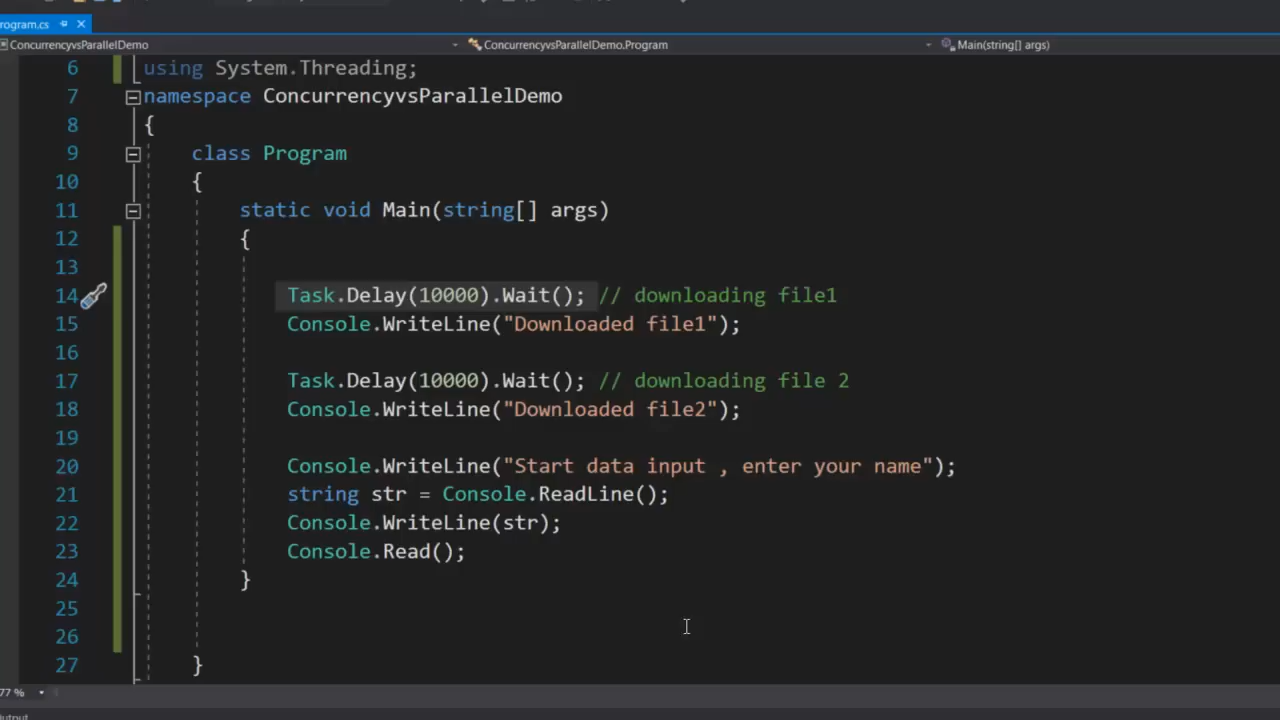 rogram.cs
ConcurrencyvsParallelDemo ConcurrencyvsParallelDemo.Program Main(string[] args)
6 using System.Threading;
7 namespace ConcurrencyvsParallelDemo
8 {
9 class Program
10 {
11 static void Main(string[] args)
12 {
13
14 Task.Delay(10000).Wait(); // downloading file1
15 Console.WriteLine("Downloaded file1");
16
17 Task.Delay(10000).Wait(); // downloading file 2
18 Console.WriteLine("Downloaded file2");
19
20 Console.WriteLine("Start data input , enter your name");
21 string str = Console.ReadLine();
22 Console.WriteLine(str);
23 Console.Read();
24 }
25
26
27 }
77 %